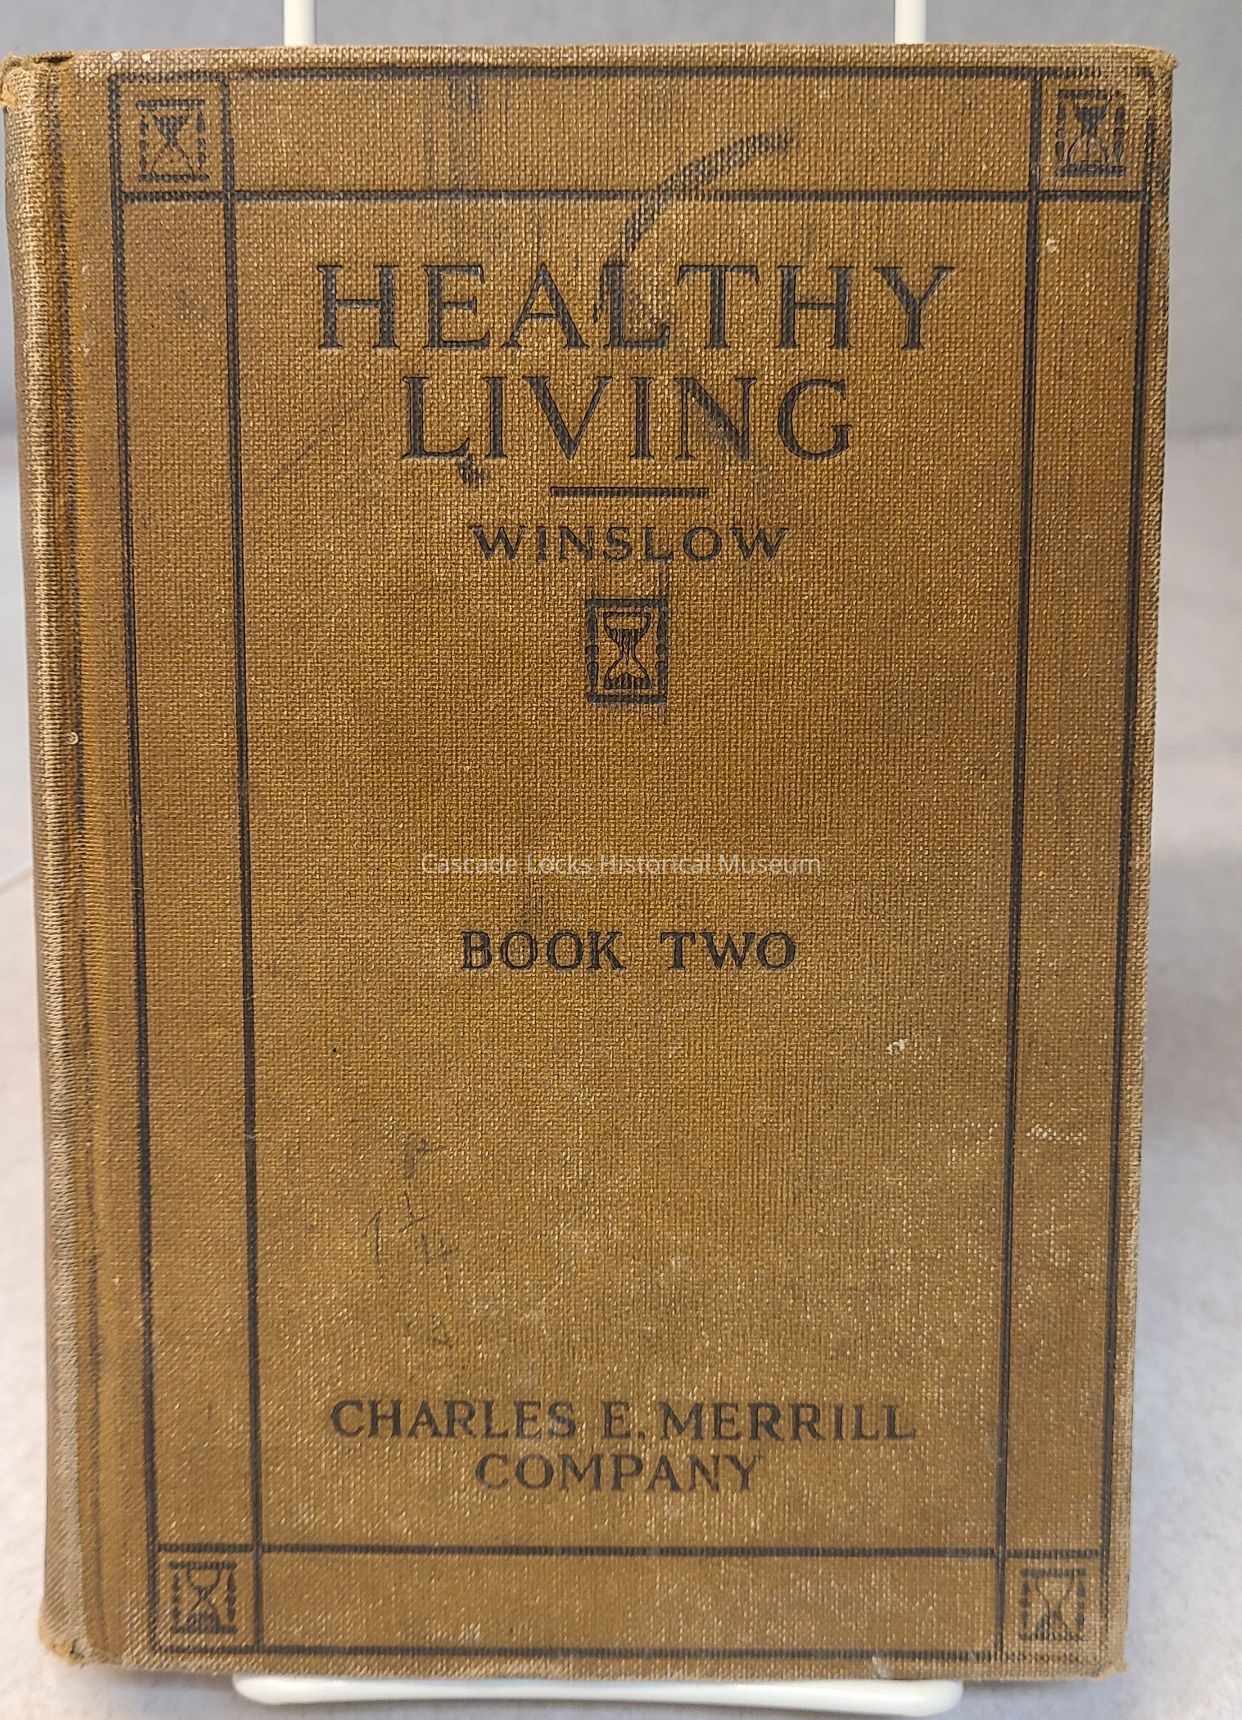 HEALTHY
LIVING
WINSLOW
Cascade Locks Historical Museum
BOOK TWO
CHARLES E. MERRILL
COMPANY